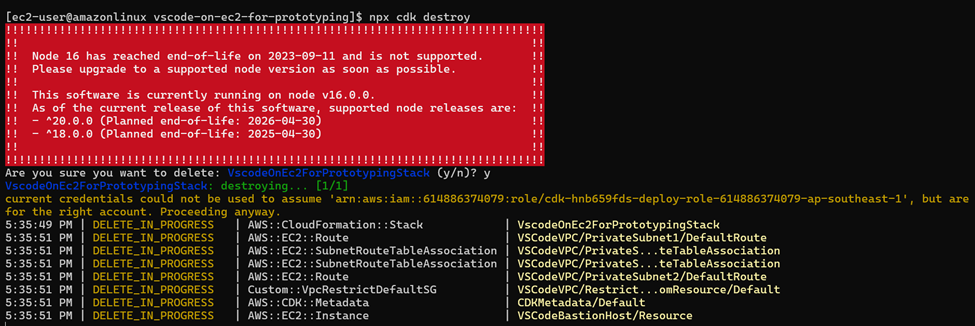 [ec2-user@amazonlinux vscode-on-ec2-for-prototyping]$ npx cdk destroy
!!!!!!!!!!!!!!!!!!!!!!!!!!!!!!!!!!!!!!!!!!!!!!!!!!!!!!!!!!!!!!!!!!!!!!!!!!!!!!!!!!
!! !!
!! Node 16 has reached end-of-life on 2023-09-11 and is not supported. !!
!! Please upgrade to a supported node version as soon as possible. !!
!! !!
!! This software is currently running on node v16.0.0. !!
!! As of the current release of this software, supported node releases are: !!
!! - ^20.0.0 (Planned end-of-life: 2026-04-30) !!
!! - ^18.0.0 (Planned end-of-life: 2025-04-30) !!
!! !!
!!!!!!!!!!!!!!!!!!!!!!!!!!!!!!!!!!!!!!!!!!!!!!!!!!!!!!!!!!!!!!!!!!!!!!!!!!!!!!!!!!
Are you sure you want to delete: VscodeOnEc2ForPrototypingStack (y/n)? y
VscodeOnEc2ForPrototypingStack: destroying... [1/1]
current credentials could not be used to assume 'arn:aws:iam::614886374079:role/cdk-hnb659fds-deploy-role-614886374079-ap-southeast-1', but are
for the right account. Proceeding anyway.
5:35:49 PM | DELETE_IN_PROGRESS | AWS::CloudFormation::Stack | VscodeOnEc2ForPrototypingStack
5:35:51 PM | DELETE_IN_PROGRESS | AWS::EC2::Route | VSCodeVPC/PrivateSubnet1/DefaultRoute
5:35:51 PM | DELETE_IN_PROGRESS | AWS::EC2::SubnetRouteTableAssociation | VSCodeVPC/PrivateS...teTableAssociation
5:35:51 PM | DELETE_IN_PROGRESS | AWS::EC2::SubnetRouteTableAssociation | VSCodeVPC/PrivateS...teTableAssociation
5:35:51 PM | DELETE_IN_PROGRESS | AWS::EC2::Route | VSCodeVPC/PrivateSubnet2/DefaultRoute
5:35:51 PM | DELETE_IN_PROGRESS | Custom::VpcRestrictDefaultSG | VSCodeVPC/Restrict...omResource/Default
5:35:51 PM | DELETE_IN_PROGRESS | AWS::CDK::Metadata | CDKMetadata/Default
5:35:51 PM | DELETE_IN_PROGRESS | AWS::EC2::Instance | VSCodeBastionHost/Resource